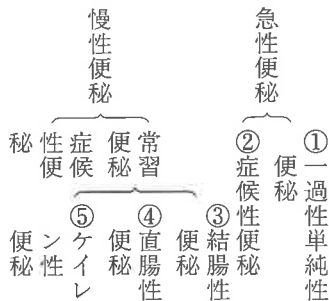 急性便秘
①一過性単純性
便秘
②症候性便秘
慢性便秘
常習
便秘
③結腸性
便秘
④直腸性
便秘
⑤ケイレ
ン性
便秘
症候
性便
秘